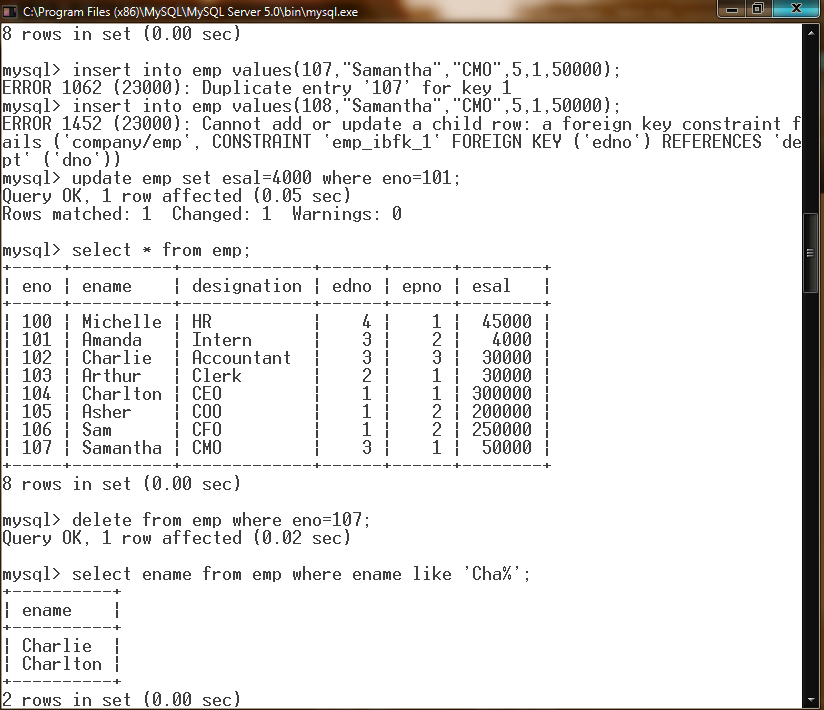 C:\Program Files (x86)\MySQL\MySQL Server 5.0\bin\mysql.exe
8 rows in set (0.00 sec)
mysql> insert into emp values(107,"Samantha","CMO",5,1,50000);
ERROR 1062 (23000): Duplicate entry '107' for key 1
mysql> insert into emp values(108,"Samantha","CMO",5,1,50000);
ERROR 1452 (23000): Cannot add or update a child row: a foreign key constraint f
ails (`company/emp`, CONSTRAINT `emp_ibfk_1` FOREIGN KEY (`edno`) REFERENCES `de
pt` (`dno`))
mysql> update emp set esal=4000 where eno=101;
Query OK, 1 row affected (0.05 sec)
Rows matched: 1  Changed: 1  Warnings: 0
mysql> select * from emp;
+-----+----------+-------------+------+------+--------+
| eno | ename    | designation | edno | epno | esal   |
+-----+----------+-------------+------+------+--------+
| 100 | Michelle | HR          |    4 |    1 |  45000 |
| 101 | Amanda   | Intern      |    3 |    2 |   4000 |
| 102 | Charlie  | Accountant  |    3 |    3 |  30000 |
| 103 | Arthur   | Clerk       |    2 |    1 |  30000 |
| 104 | Charlton | CEO         |    1 |    1 | 300000 |
| 105 | Asher    | COO         |    1 |    2 | 200000 |
| 106 | Sam      | CFO         |    1 |    2 | 250000 |
| 107 | Samantha | CMO         |    3 |    1 |  50000 |
+-----+----------+-------------+------+------+--------+
8 rows in set (0.00 sec)
mysql> delete from emp where eno=107;
Query OK, 1 row affected (0.02 sec)
mysql> select ename from emp where ename like 'Cha%';
+----------+
| ename    |
+----------+
| Charlie  |
| Charlton |
+----------+
2 rows in set (0.00 sec)